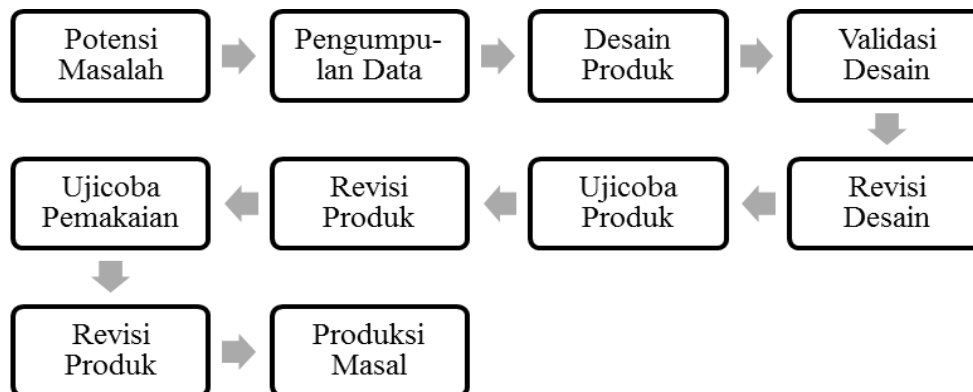 Potensi
Masalah
Pengumpu-
lan Data
Desain
Produk
Validasi
Desain
Revisi
Desain
Ujicoba
Produk
Revisi
Produk
Ujicoba
Pemakaian
Revisi
Produk
Produksi
Masal